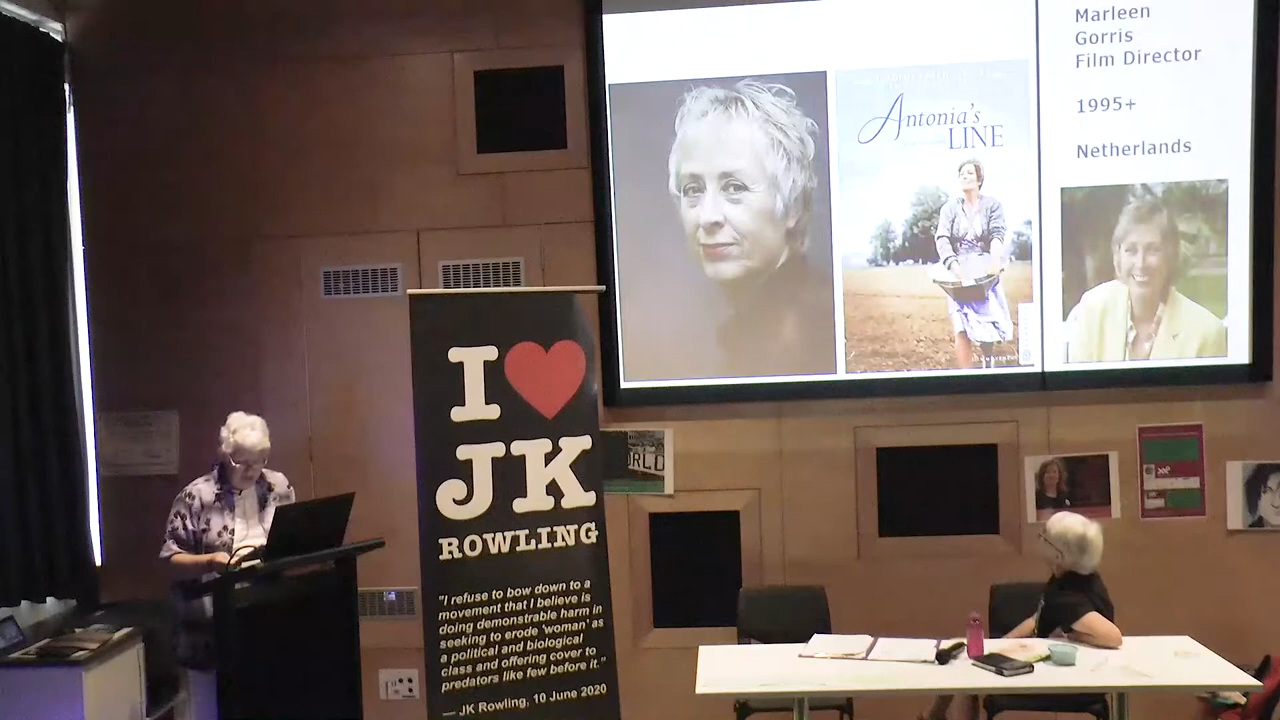 Marleen
Gorris
Film Director
1995+
Netherlands
Antonia's
LINE
I
JK
ROWLING
"I refuse to bow down to a
movement that I believe is
doing demonstrable harm in
seeking to erode 'woman' as
a political and biological
class and offering cover to
predators like few before it."
— JK Rowling, 10 June 2020